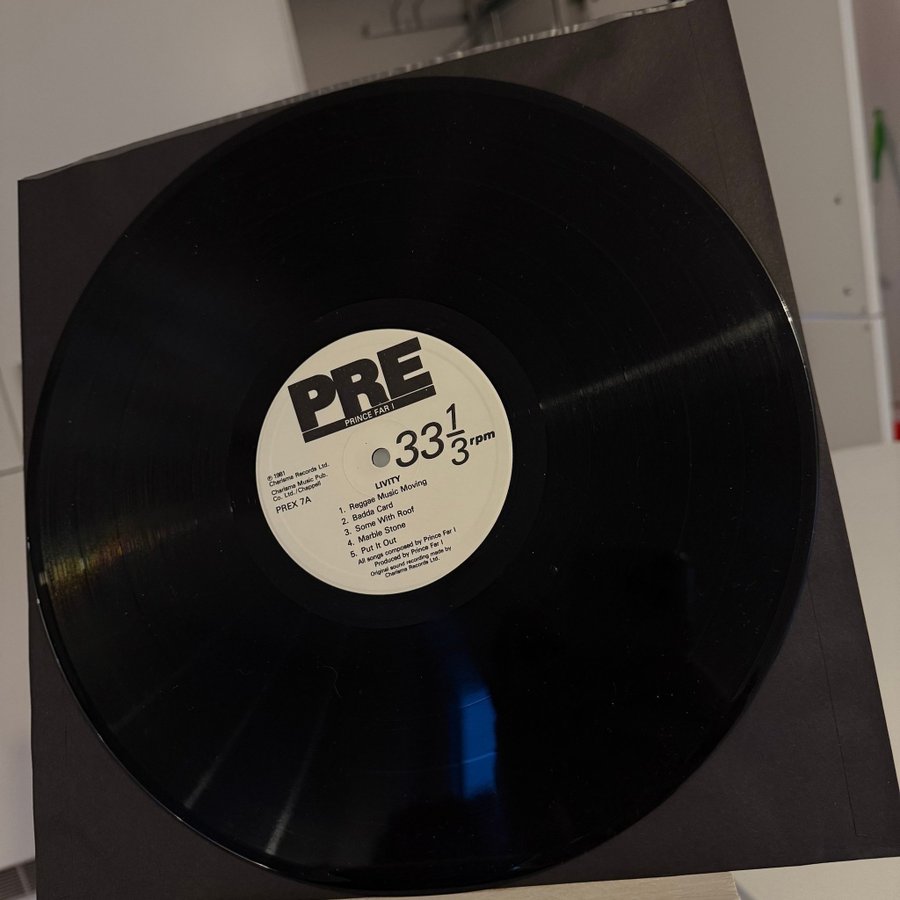 PRE
PRINCE FAR I
33 1/3 rpm
℗ 1981
Charisma Records Ltd.
Charisma Music Pub.
Co. Ltd./Chappell
PREX 7A
LIVITY
1. Reggae Music Moving
2. Badda Card
3. Some With Roof
4. Marble Stone
5. Put It Out
All songs composed by Prince Far I
Produced by Prince Far I
Original sound recording made by
Charisma Records Ltd.